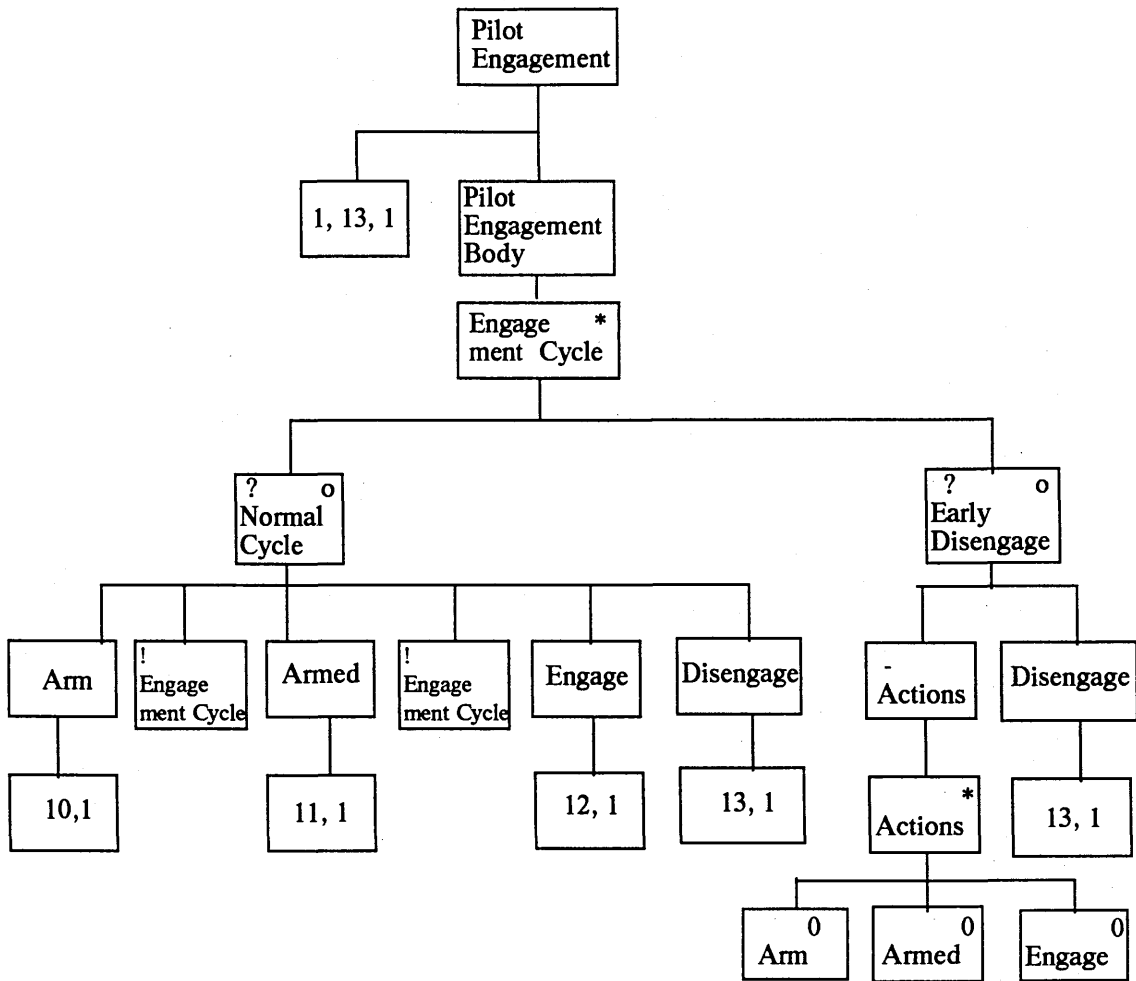 Pilot
Engagement
1, 13, 1
Pilot
Engagement
Body
Engage *
ment Cycle
? o
Normal
Cycle
? o
Early
Disengage
Arm
!
Engage
ment Cycle
Armed
!
Engage
ment Cycle
Engage
Disengage
-
Actions
Disengage
10,1
11, 1
12, 1
13, 1
*
Actions
13, 1
0
Arm
0
Armed
0
Engage